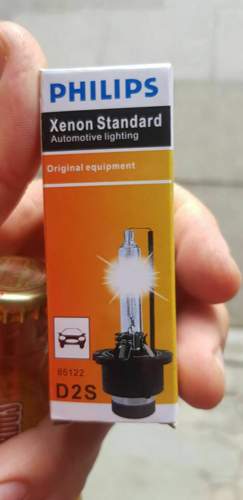 PHILIPS
Xenon Standard
Automotive lighting
Original equipment
85122
D2S